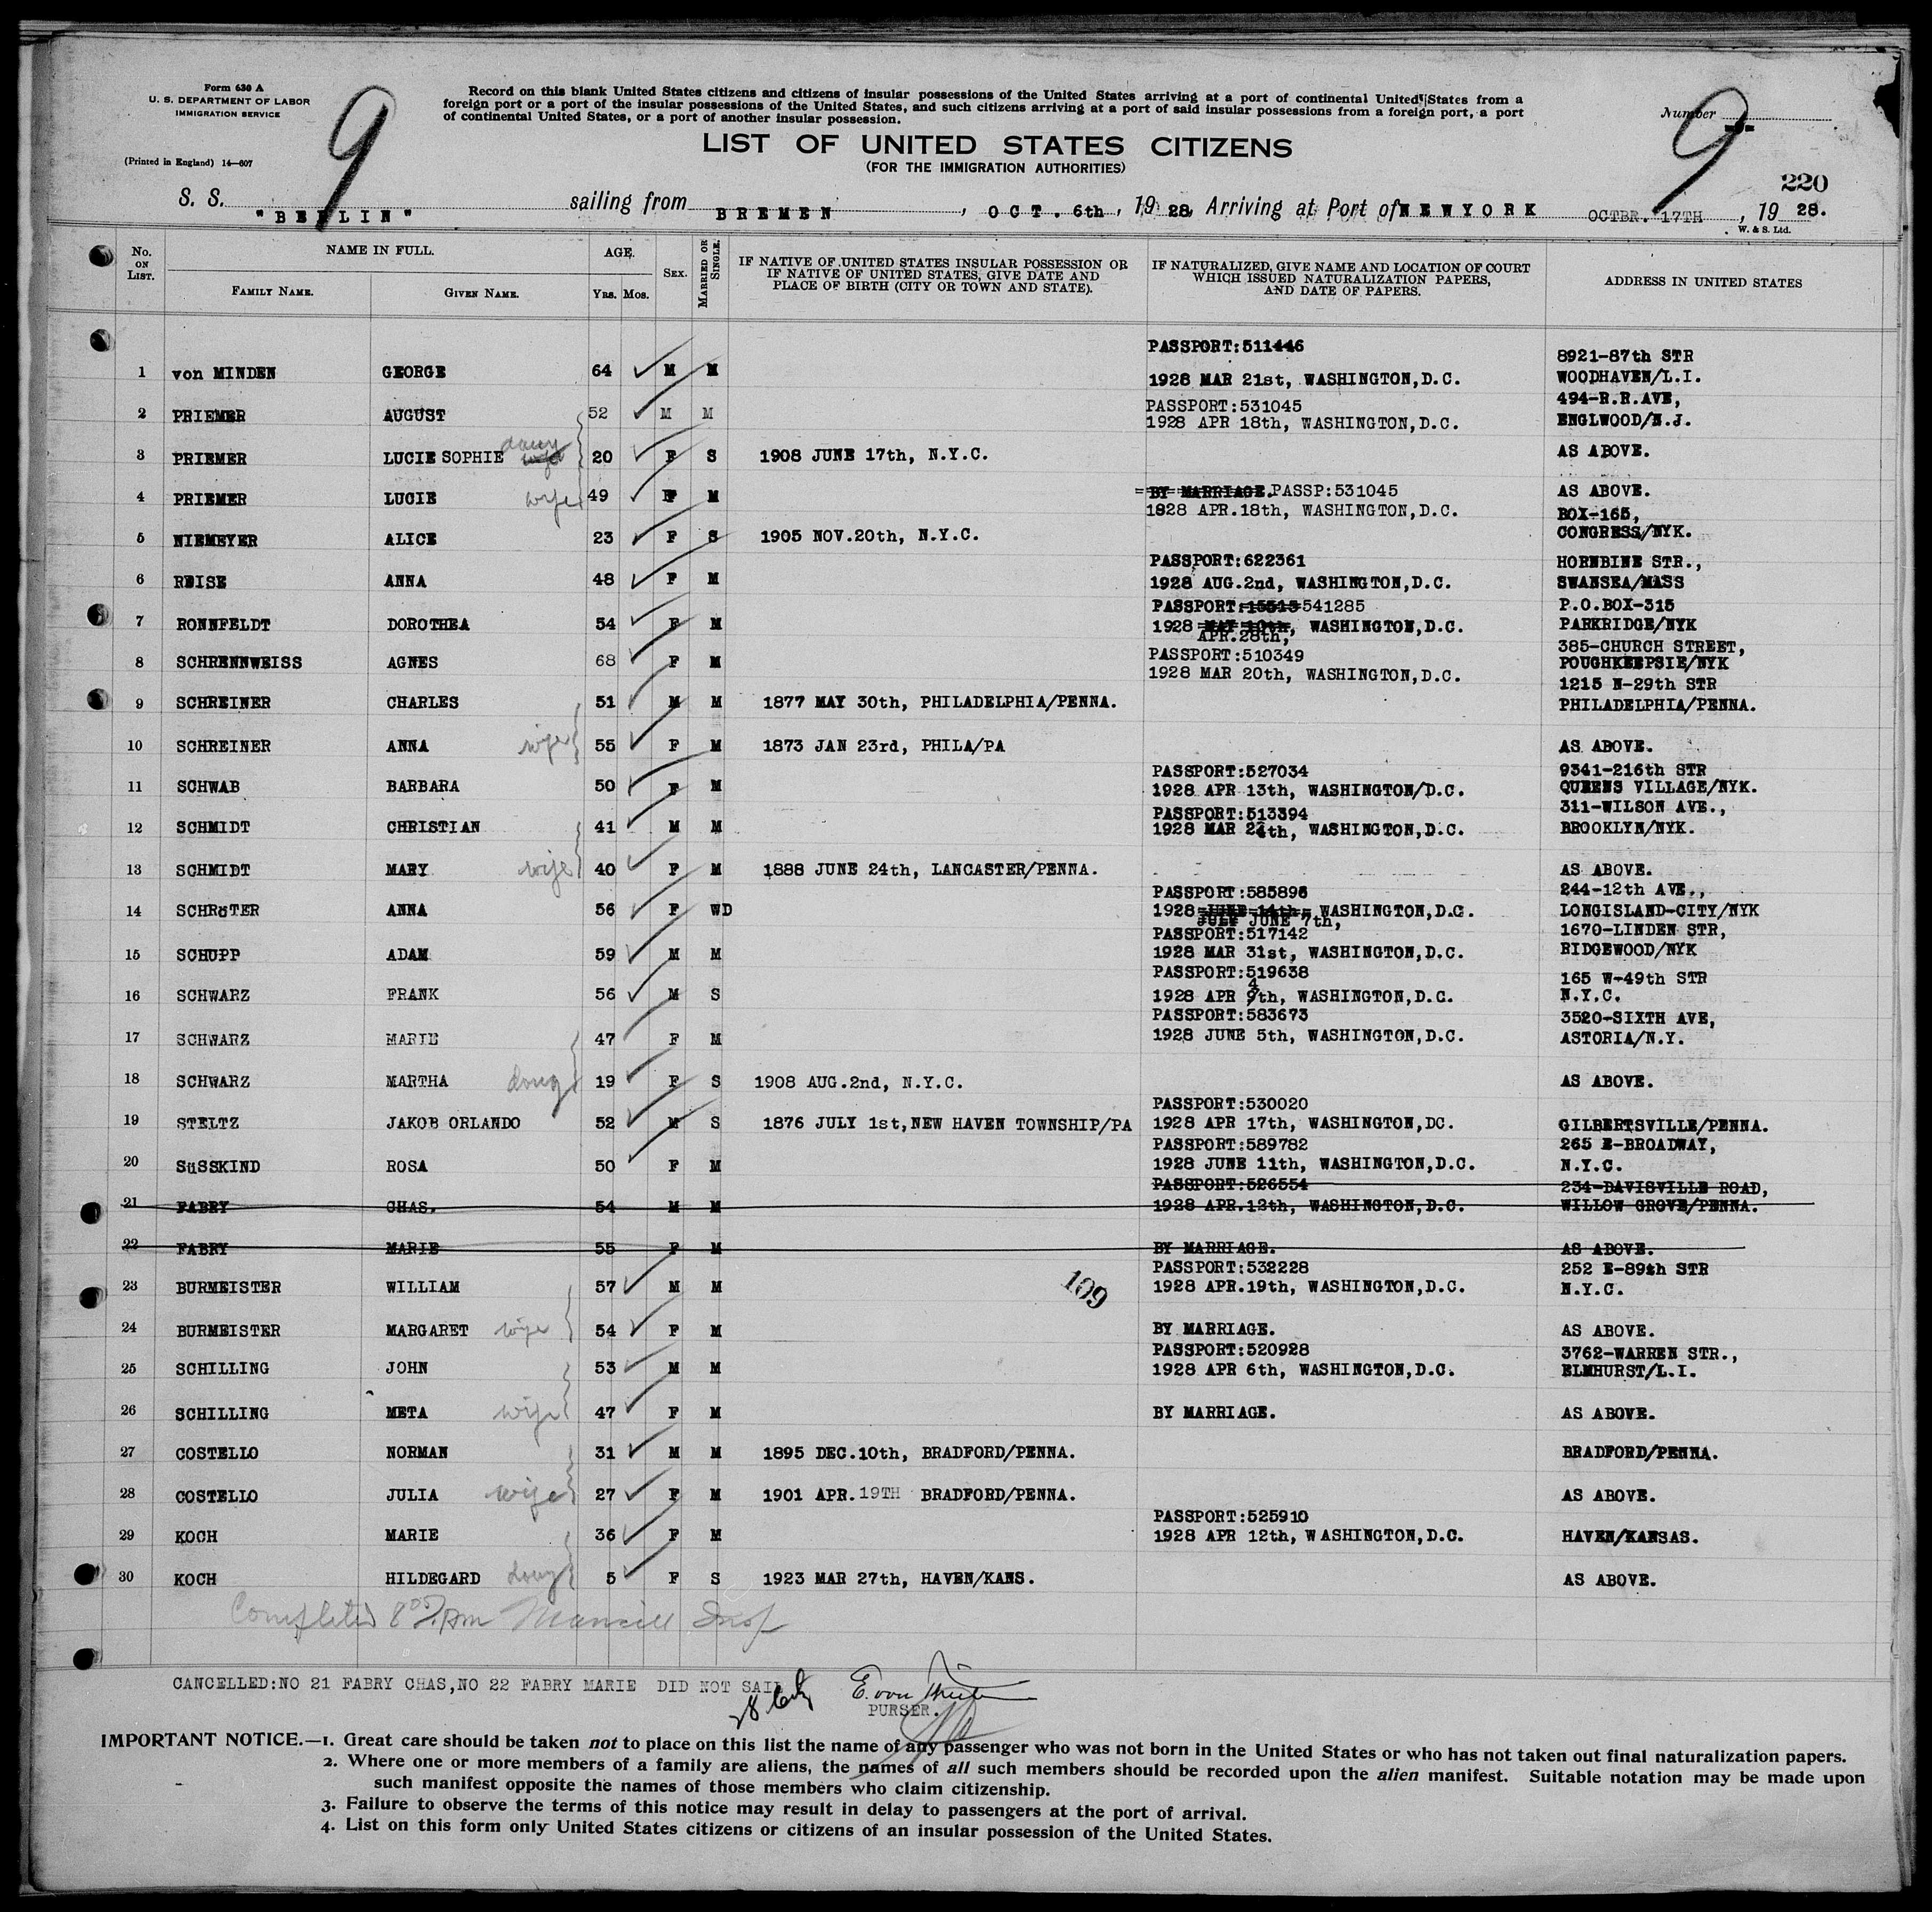 Form 630 A
U. S. DEPARTMENT OF LABOR
IMMIGRATION SERVICE
(Printed in England) 14—607
9
Record on this blank United States citizens and citizens of insular possessions of the United States arriving at a port of continental United States from a
foreign port or a port of the insular possessions of the United States, and such citizens arriving at a port of said insular possessions from a foreign port, a port
of continental United States, or a port of another insular possession.
Number
9
220
LIST OF UNITED STATES CITIZENS
(FOR THE IMMIGRATION AUTHORITIES)
S. S. "BERLIN" sailing from BREMEN, OCT. 6th, 19 28, Arriving at Port of NEWYORK OCTBR. 17TH, 19 28.
W. & S. Ltd.
No. ON LIST. NAME IN FULL. FAMILY NAME. GIVEN NAME. AGE. YRS. MOS. SEX. MARRIED OR SINGLE. IF NATIVE OF UNITED STATES INSULAR POSSESSION OR IF NATIVE OF UNITED STATES, GIVE DATE AND PLACE OF BIRTH (CITY OR TOWN AND STATE). IF NATURALIZED, GIVE NAME AND LOCATION OF COURT WHICH ISSUED NATURALIZATION PAPERS, AND DATE OF PAPERS. ADDRESS IN UNITED STATES
PASSPORT:511446 8921-87th STR
1 von MINDEN GEORGE 64 M M 1928 MAR 21st, WASHINGTON,D.C. WOODHAVEN/L.I.
PASSPORT:531045 494-R.R.AVE,
2 PRIEMER AUGUST 52 M M 1928 APR 18th, WASHINGTON,D.C. ENGLWOOD/N.J.
3 PRIEMER LUCIE SOPHIE daug wife 20 F S 1908 JUNE 17th, N.Y.C. AS ABOVE.
4 PRIEMER LUCIE wife 49 F M BY MARRIAGE.PASSP:531045 AS ABOVE.
1928 APR.18th, WASHINGTON,D.C. BOX-165,
5 NIEMEYER ALICE 23 F S 1905 NOV.20th, N.Y.C. CONGRESS/NYK.
PASSPORT:622361 HORNBINE STR.,
6 REISE ANNA 48 F M 1928 AUG.2nd, WASHINGTON,D.C. SWANSEA/MASS
PASSPORT:15513 541285 P.O.BOX-315
7 RONNFELDT DOROTHEA 54 F M 1928 MAY 10th, WASHINGTON,D.C. PARKRIDGE/NYK
APR.28th, 385-CHURCH STREET,
PASSPORT:510349
8 SCHRENNWEISS AGNES 68 F M 1928 MAR 20th, WASHINGTON,D.C. POUGHKEEPSIE/NYK
1215 N-29th STR
9 SCHREINER CHARLES 51 M M 1877 MAY 30th, PHILADELPHIA/PENNA. PHILADELPHIA/PENNA.
10 SCHREINER ANNA wife 55 F M 1873 JAN 23rd, PHILA/PA AS ABOVE.
PASSPORT:527034 9341-216th STR
11 SCHWAB BARBARA 50 F M 1928 APR 13th, WASHINGTON/D.C. QUEENS VILLAGE/NYK.
PASSPORT:513394 311-WILSON AVE.,
12 SCHMIDT CHRISTIAN 41 M M 1928 MAR 24th, WASHINGTON,D.C. BROOKLYN/NYK.
13 SCHMIDT MARY wife 40 F M 1888 JUNE 24th, LANCASTER/PENNA. AS ABOVE.
PASSPORT:585896 244-12th AVE.,
14 SCHRöTER ANNA 56 F WD 1928 JUNE 14th, WASHINGTON,D.C. LONGISLAND-CITY/NYK
JULY JUNE 7th,
PASSPORT:517142 1670-LINDEN STR,
15 SCHUPP ADAM 59 M M 1928 MAR 31st, WASHINGTON,D.C. RIDGEWOOD/NYK
PASSPORT:519638 165 W-49th STR
16 SCHWARZ FRANK 56 M S 1928 APR 9th, 4 WASHINGTON,D.C. N.Y.C.
PASSPORT:583673 3520-SIXTH AVE,
17 SCHWARZ MARIE 47 F M 1928 JUNE 5th, WASHINGTON,D.C. ASTORIA/N.Y.
18 SCHWARZ MARTHA daug 19 F S 1908 AUG.2nd, N.Y.C. AS ABOVE.
PASSPORT:530020
19 STELTZ JAKOB ORLANDO 52 M S 1876 JULY 1st,NEW HAVEN TOWNSHIP/PA 1928 APR 17th, WASHINGTON,DC. GILBERTSVILLE/PENNA.
PASSPORT:589782 265 E-BROADWAY,
20 SüSSKIND ROSA 50 F M 1928 JUNE 11th, WASHINGTON,D.C. N.Y.C.
PASSPORT:526554 234-DAVISVILLE ROAD,
21 FABRY CHAS. 54 M M 1928 APR.12th, WASHINGTON,D.C. WILLOW GROVE/PENNA.
22 FABRY MARIE 55 F M BY MARRIAGE. AS ABOVE.
PASSPORT:532228 252 E-89th STR
23 BURMEISTER WILLIAM 57 M M 109 1928 APR.19th, WASHINGTON,D.C. N.Y.C.
24 BURMEISTER MARGARET wife 54 F M BY MARRIAGE. AS ABOVE.
PASSPORT:520928 3762-WARREN STR.,
25 SCHILLING JOHN 53 M M 1928 APR 6th, WASHINGTON,D.C. ELMHURST/L.I.
26 SCHILLING META wife 47 F M BY MARRIAGE. AS ABOVE.
27 COSTELLO NORMAN 31 M M 1895 DEC.10th, BRADFORD/PENNA. BRADFORD/PENNA.
28 COSTELLO JULIA wife 27 F M 1901 APR. 19TH BRADFORD/PENNA. AS ABOVE.
PASSPORT:525910
29 KOCH MARIE 36 F M 1928 APR 12th, WASHINGTON,D.C. HAVEN/KANSAS.
30 KOCH HILDEGARD daug 5 F S 1923 MAR 27th, HAVEN/KANS. AS ABOVE.
Completed 8 05 pm Insp
CANCELLED:NO 21 FABRY CHAS,NO 22 FABRY MARIE DID NOT SAIL
28
E. von
PURSER.
IMPORTANT NOTICE.—1. Great care should be taken not to place on this list the name of any passenger who was not born in the United States or who has not taken out final naturalization papers.
2. Where one or more members of a family are aliens, the names of all such members should be recorded upon the alien manifest. Suitable notation may be made upon
such manifest opposite the names of those members who claim citizenship.
3. Failure to observe the terms of this notice may result in delay to passengers at the port of arrival.
4. List on this form only United States citizens or citizens of an insular possession of the United States.